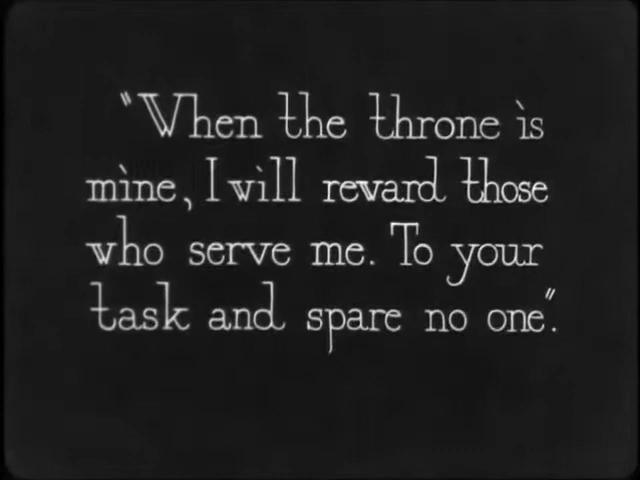 "When the throne is
mine, I will reward those
who serve me. To your
task and spare no one".